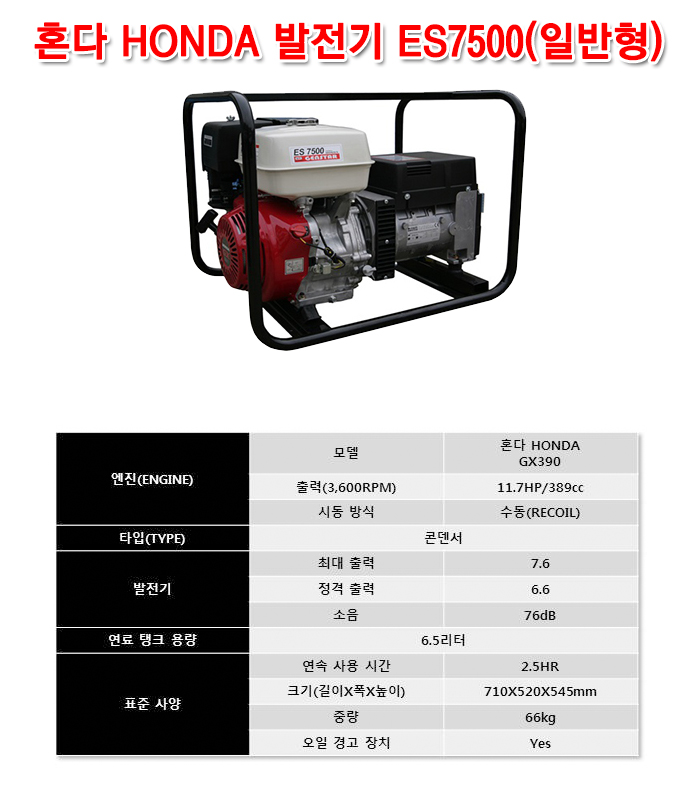 혼다 HONDA 발전기 ES7500(일반형)
ES 7500
GENSTAR
엔진(ENGINE)
모델
혼다 HONDA
GX390
출력(3,600RPM)
11.7HP/389cc
시동 방식
수동(RECOIL)
타입(TYPE)
콘덴서
발전기
최대 출력
7.6
정격 출력
6.6
소음
76dB
연료 탱크 용량
6.5리터
표준 사양
연속 사용 시간
2.5HR
크기(길이X폭X높이)
710X520X545mm
중량
66kg
오일 경고 장치
Yes